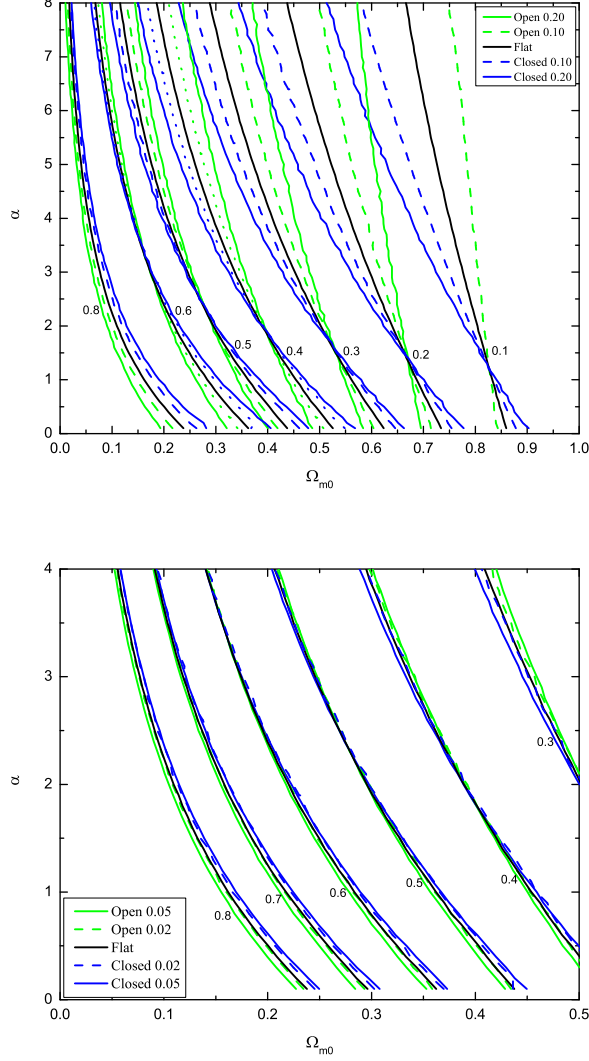 8
7
6
5
4
3
2
1
0
α
Open 0.20
Open 0.10
Flat
Closed 0.10
Closed 0.20
0.8
0.6
0.5
0.4
0.3
0.2
0.1
0.0 0.1 0.2 0.3 0.4 0.5 0.6 0.7 0.8 0.9 1.0
Ωm0
4
3
2
1
0
α
0.3
0.4
0.5
0.6
0.7
0.8
Open 0.05
Open 0.02
Flat
Closed 0.02
Closed 0.05
0.0 0.1 0.2 0.3 0.4 0.5
Ωm0